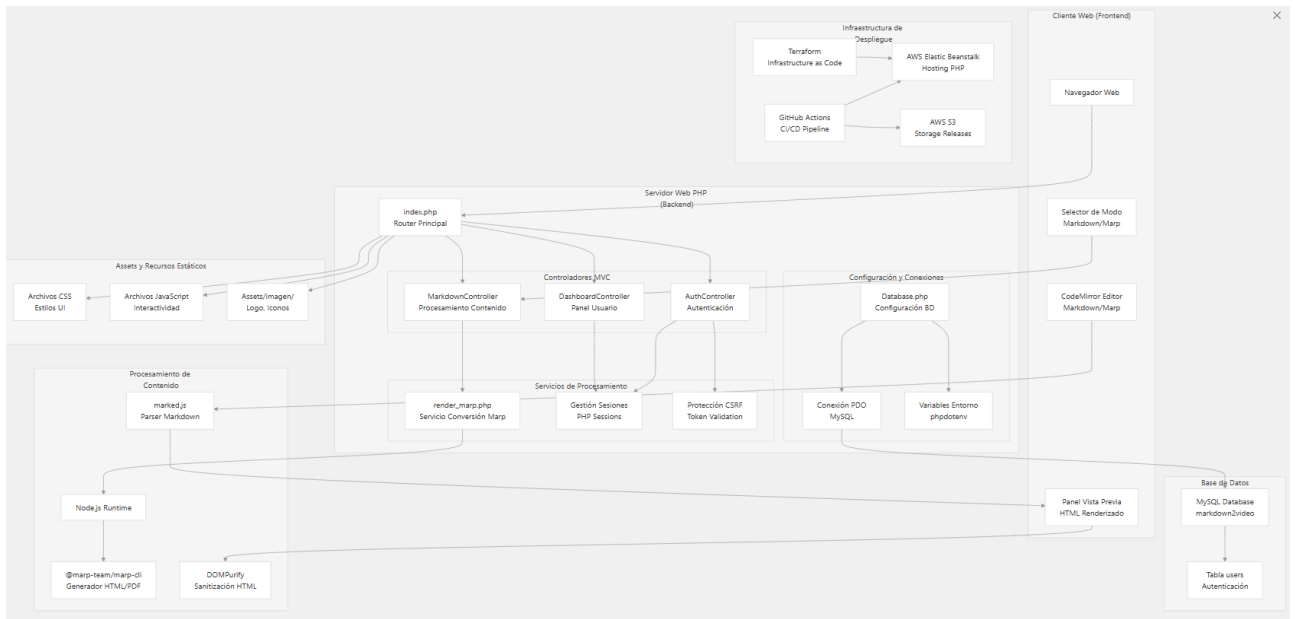 Cliente Web (Frontend)
Infraestructura de
Despliegue
Terraform
Infrastructure as Code
AWS Elastic Beanstalk
Hosting PHP
GitHub Actions
CI/CD Pipeline
AWS S3
Storage Releases
Navegador Web
Servidor Web PHP
(Backend)
index.php
Router Principal
Selector de Modo
Markdown/Marp
Assets y Recursos Estáticos
Archivos CSS
Estilos UI
Archivos JavaScript
Interactividad
Assets/imagen/
Logo, iconos
Controladores MVC
MarkdownController
Procesamiento Contenido
DashboardController
Panel Usuario
AuthController
Autenticación
Configuración y Conexiones
Database.php
Configuración BD
CodeMirror Editor
Markdown/Marp
Procesamiento de
Contenido
marked.js
Parser Markdown
Servicios de Procesamiento
render_marp.php
Servicio Conversión Marp
Gestión Sesiones
PHP Sessions
Protección CSRF
Token Validation
Conexión PDO
MySQL
Variables Entorno
phpdotenv
Node.js Runtime
Panel Vista Previa
HTML Renderizado
Base de Datos
MySQL Database
markdown2video
@marp-team/marp-cli
Generador HTML/PDF
DOMPurify
Sanitización HTML
Tabla users
Autenticación